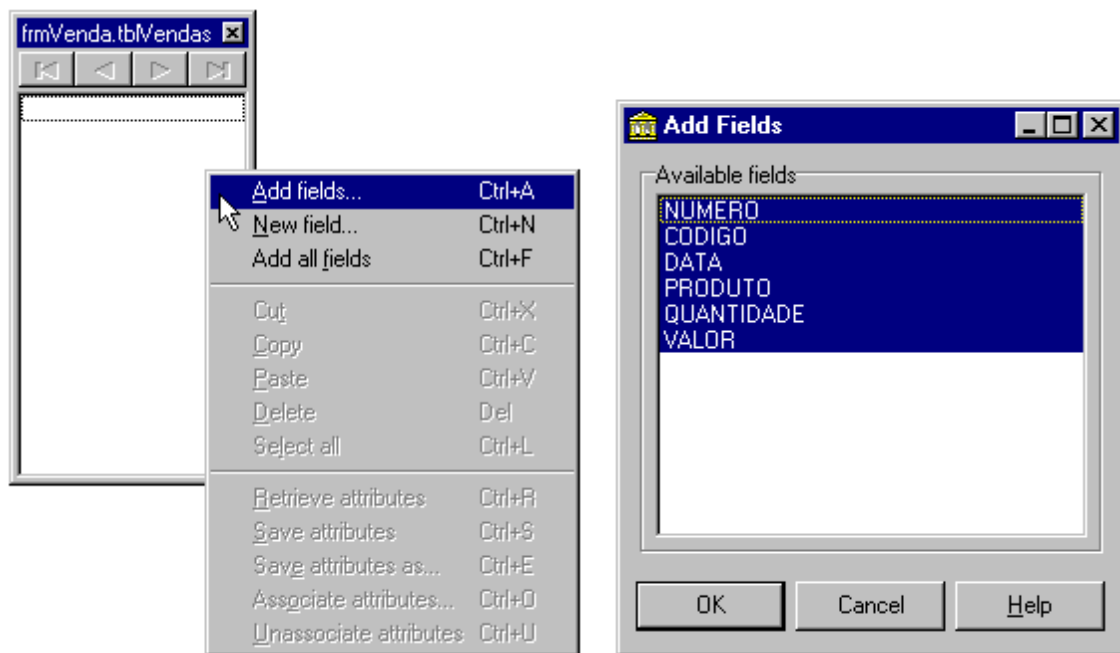 frmVenda.tblVendas
Add fields... Ctrl+A
New field... Ctrl+N
Add all fields Ctrl+F
Cut Ctrl+X
Copy Ctrl+C
Paste Ctrl+V
Delete Del
Select all Ctrl+L
Retrieve attributes Ctrl+R
Save attributes Ctrl+S
Save attributes as... Ctrl+E
Associate attributes... Ctrl+O
Unassociate attributes Ctrl+U
Add Fields
Available fields
NUMERO
CODIGO
DATA
PRODUTO
QUANTIDADE
VALOR
OK Cancel Help